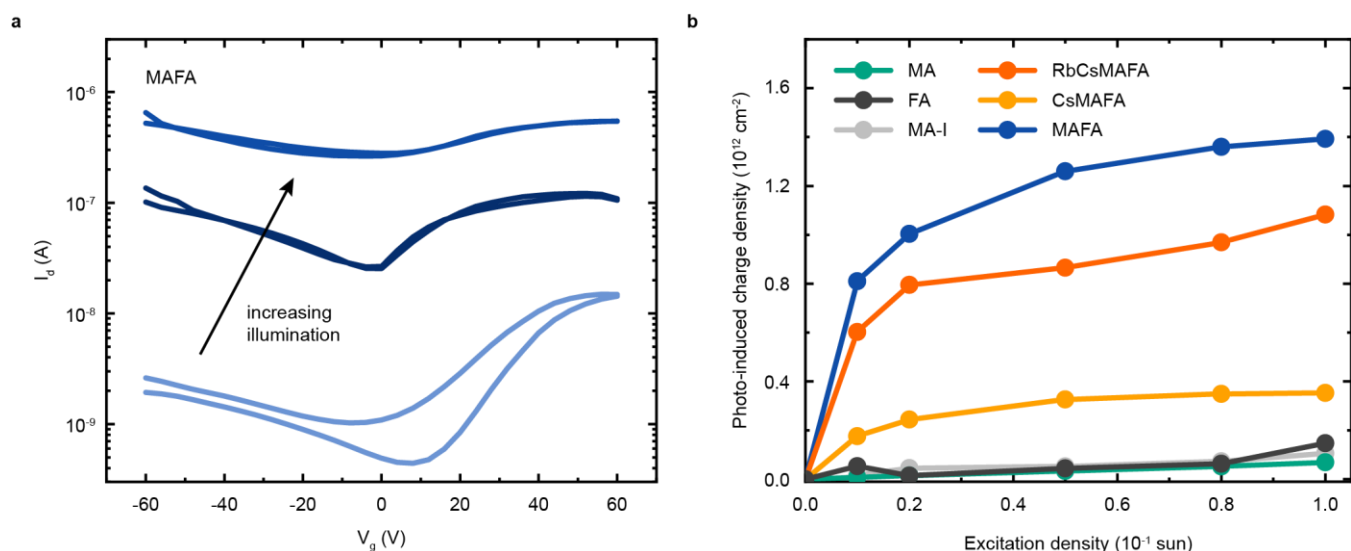 a
MAFA
increasing
illumination
I_d (A)
10⁻⁶
10⁻⁷
10⁻⁸
10⁻⁹
-60 -40 -20 0 20 40 60
V_g (V)
b
MA RbCsMAFA
FA CsMAFA
MA-I MAFA
Photo-induced charge density (10¹² cm⁻²)
1.6
1.2
0.8
0.4
0.0
0.0 0.2 0.4 0.6 0.8 1.0
Excitation density (10⁻¹ sun)